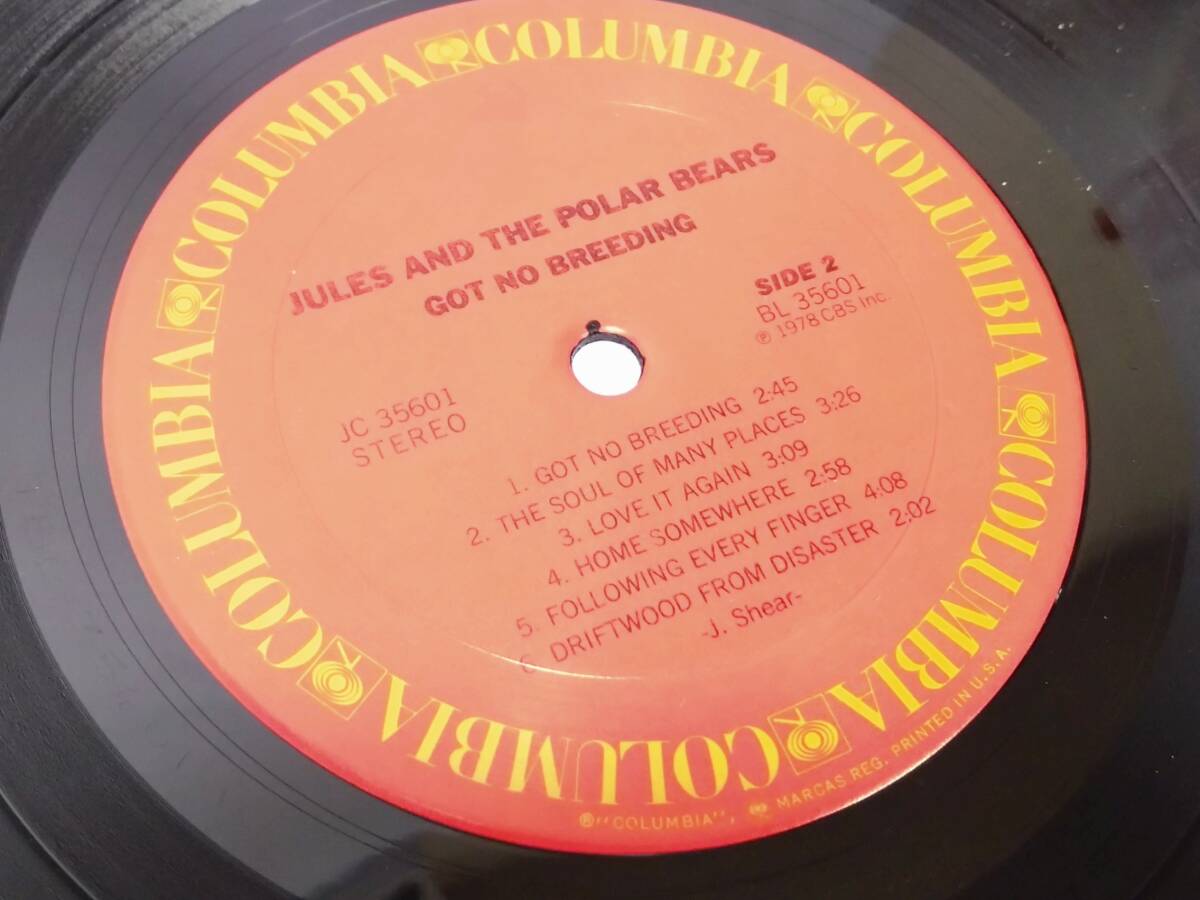 COLUMBIA COLUMBIA COLUMBIA COLUMBIA COLUMBIA COLUMBIA COLUMBIA COLUMBIA COLUMBIA COLUMBIA COLUMBIA
JULES AND THE POLAR BEARS
GOT NO BREEDING
SIDE 2
BL 35601
℗ 1978 CBS Inc.
JC 35601
STEREO
1. GOT NO BREEDING 2:45
2. THE SOUL OF MANY PLACES 3:26
3. LOVE IT AGAIN 3:09
4. HOME SOMEWHERE 2:58
5. FOLLOWING EVERY FINGER 4:08
6 DRIFTWOOD FROM DISASTER 2:02
-J. Shear-
®"COLUMBIA", MARCAS REG. PRINTED IN U.S.A.